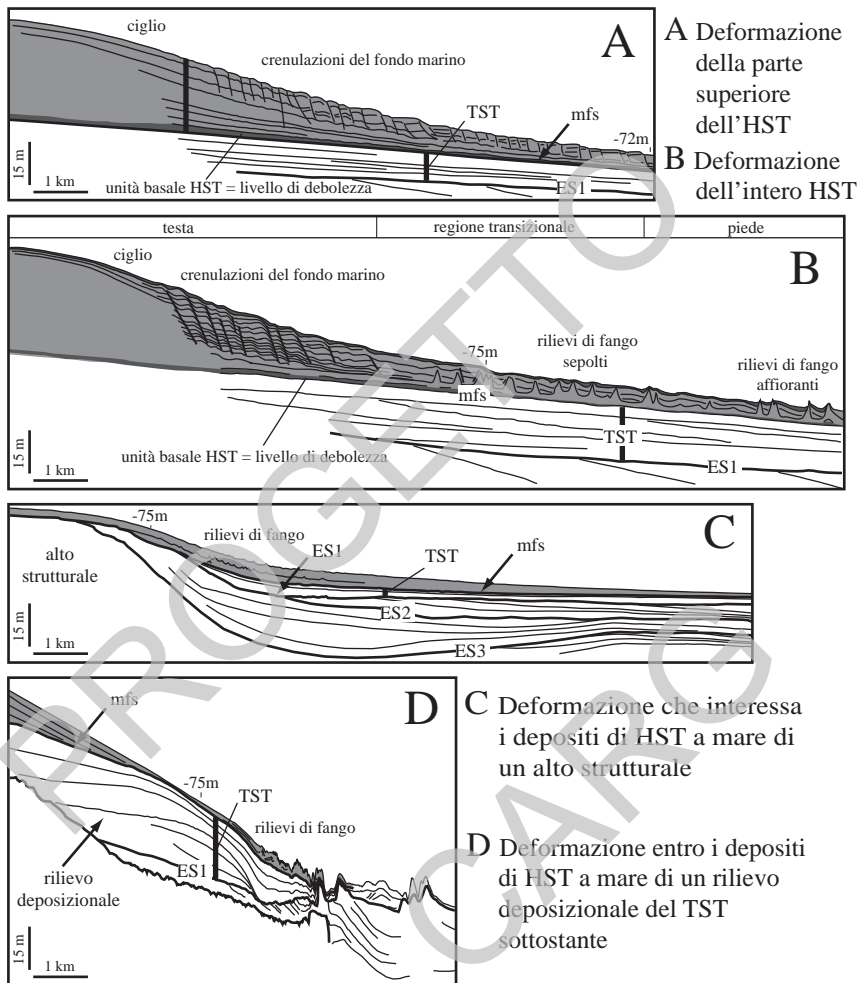 ciglio
crenulazioni del fondo marino
A
TST
mfs
-72m
15 m
1 km
unità basale HST = livello di debolezza
ES1
A Deformazione
della parte
superiore
dell'HST
B Deformazione
dell'intero HST
testa
regione transizionale
piede
ciglio
crenulazioni del fondo marino
B
-75m
rilievi di fango
sepolti
rilievi di fango
affioranti
mfs
TST
15 m
1 km
unità basale HST = livello di debolezza
ES1
-75m
rilievi di fango
ES1
TST
mfs
C
alto
strutturale
15 m
1 km
ES2
ES3
mfs
D
-75m
TST
rilievi di fango
ES1
rilievo
deposizionale
15 m
1 km
C Deformazione che interessa
i depositi di HST a mare di
un alto strutturale
D Deformazione entro i depositi
di HST a mare di un rilievo
deposizionale del TST
sottostante
PROGETTO
CARG